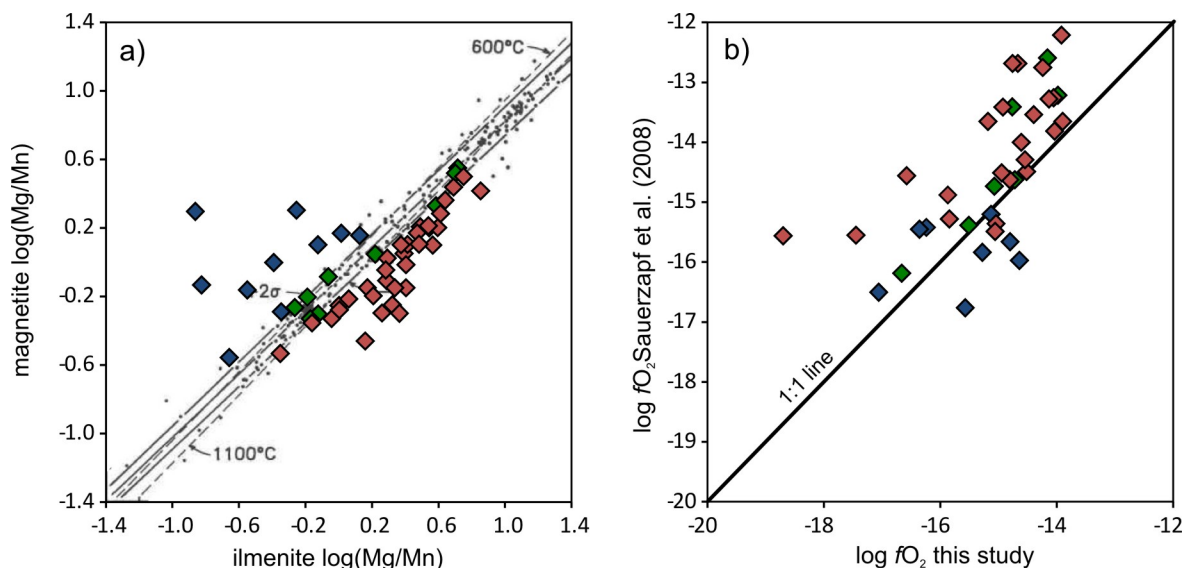 a)
magnetite log(Mg/Mn)
1.4
1.0
0.6
0.2
-0.2
-0.6
-1.0
-1.4
600°C
2σ
1100°C
-1.4 -1.0 -0.6 -0.2 0.2 0.6 1.0 1.4
ilmenite log(Mg/Mn)
b)
log fO₂Sauerzapf et al. (2008)
-12
-13
-14
-15
-16
-17
-18
-19
-20
1:1 line
-20 -18 -16 -14 -12
log fO₂ this study